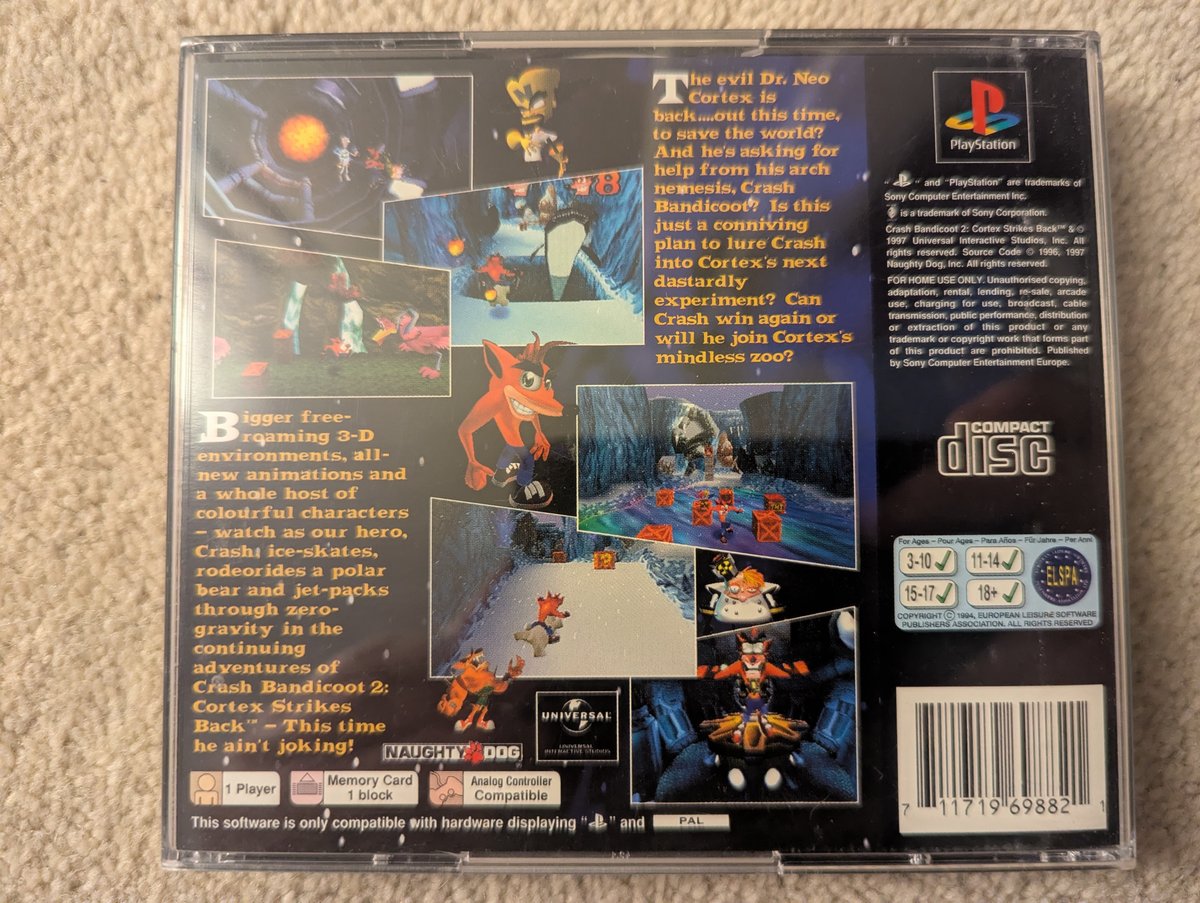 The evil Dr. Neo
Cortex is
back....out this time,
to save the world?
And he's asking for
help from his arch
nemesis, Crash
Bandicoot? Is this
just a conniving
plan to lure Crash
into Cortex's next
dastardly
experiment? Can
Crash win again or
will he join Cortex's
mindless zoo?
Bigger free-
roaming 3-D
environments, all-
new animations and
a whole host of
colourful characters
– watch as our hero,
Crash, ice-skates,
rodeorides a polar
bear and jet-packs
through zero-
gravity in the
continuing
adventures of
Crash Bandicoot 2:
Cortex Strikes
Back™ – This time
he ain't joking!
NAUGHTY DOG
UNIVERSAL
UNIVERSAL
INTERACTIVE STUDIOS
1 Player
Memory Card
1 block
Analog Controller
Compatible
This software is only compatible with hardware displaying " " and PAL
PlayStation
" " and "PlayStation" are trademarks of
Sony Computer Entertainment Inc.
is a trademark of Sony Corporation.
Crash Bandicoot 2: Cortex Strikes Back™ & ©
1997 Universal Interactive Studios, Inc. All
rights reserved. Source Code © 1996, 1997
Naughty Dog, Inc. All rights reserved.
FOR HOME USE ONLY. Unauthorised copying,
adaptation, rental, lending, re-sale, arcade
use, charging for use, broadcast, cable
transmission, public performance, distribution
or extraction of this product or any
trademark or copyright work that forms part
of this product are prohibited. Published
by Sony Computer Entertainment Europe.
COMPACT
disc
For Ages – Pour Ages – Para Años – Für Jahre – Per Anni
3-10 11-14
15-17 18+
ELSPA
COPYRIGHT © 1994, EUROPEAN LEISURE SOFTWARE
PUBLISHERS ASSOCIATION. ALL RIGHTS RESERVED
7 11719 69882 1